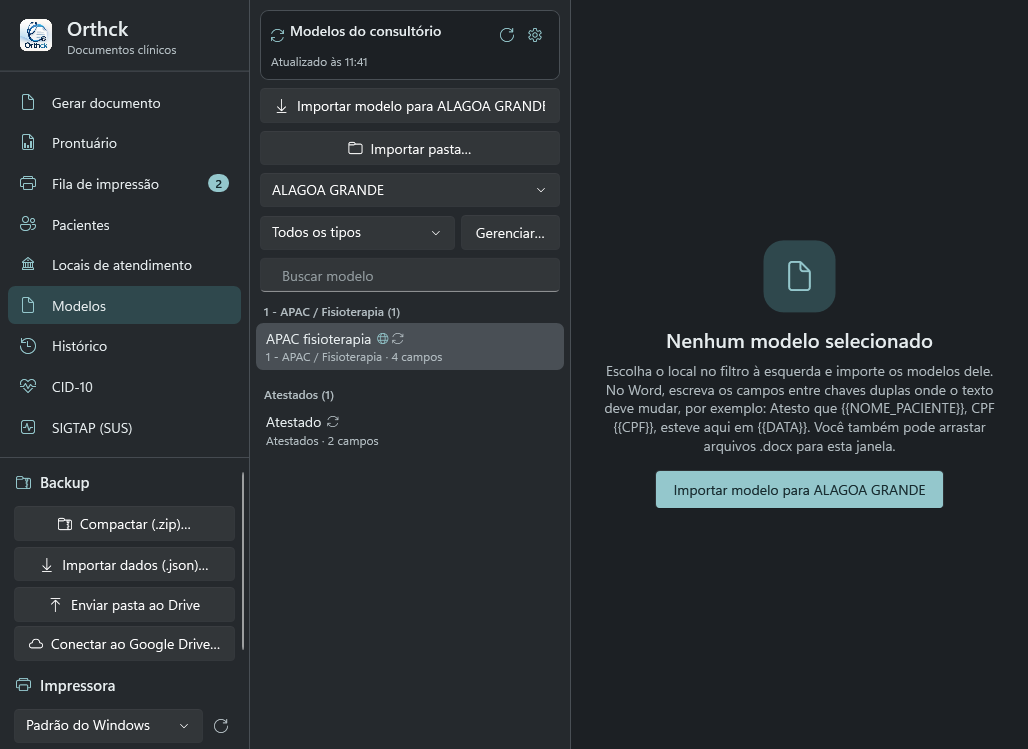 Orthck
Orthck
Documentos clínicos
Gerar documento
Prontuário
Fila de impressão
2
Pacientes
Locais de atendimento
Modelos
Histórico
CID-10
SIGTAP (SUS)
Backup
Compactar (.zip)...
Importar dados (.json)...
Enviar pasta ao Drive
Conectar ao Google Drive...
Impressora
Padrão do Windows
Modelos do consultório
Atualizado às 11:41
Importar modelo para ALAGOA GRANDE
Importar pasta...
ALAGOA GRANDE
Todos os tipos
Gerenciar...
Buscar modelo
1 - APAC / Fisioterapia (1)
APAC fisioterapia
1 - APAC / Fisioterapia · 4 campos
Atestados (1)
Atestado
Atestados · 2 campos
Nenhum modelo selecionado
Escolha o local no filtro à esquerda e importe os modelos dele.
No Word, escreva os campos entre chaves duplas onde o texto
deve mudar, por exemplo: Atesto que {{NOME_PACIENTE}}, CPF
{{CPF}}, esteve aqui em {{DATA}}. Você também pode arrastar
arquivos .docx para esta janela.
Importar modelo para ALAGOA GRANDE